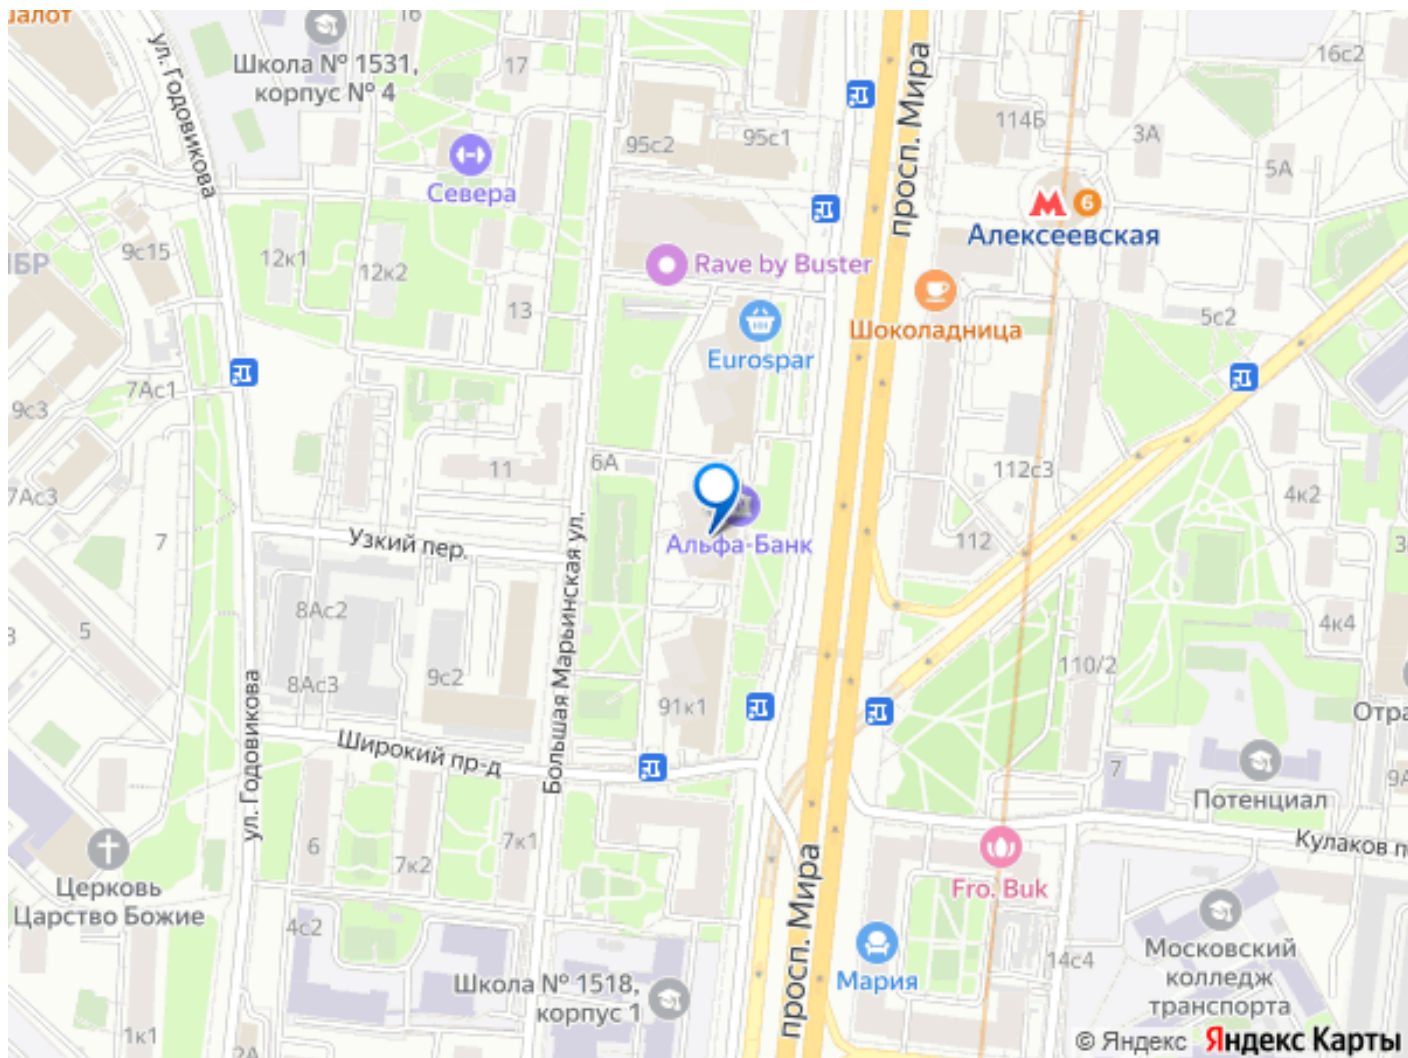 16
Школа № 1531,
корпус № 4
17
ул. Годовикова
Севера
95с2
95с1
просп. Мира
114Б
16с2
3А
5А
6
Алексеевская
9с15
12к1
12к2
13
Rave by Buster
Eurospar
Шоколадница
5с2
7Ас1
9с3
11
6А
112с3
4к2
7Ас3
7
Узкий пер.
Альфа-Банк
112
Большая Марьинская ул.
8Ас2
5
4к4
8Ас3
9с2
110/2
ул. Годовикова
91к1
Широкий пр-д
7
Потенциал
6
7к2
7к1
Кулаков п
Церковь
Царство Божие
Fro. Buk
просп. Мира
4с2
Школа № 1518,
корпус 1
Мария
14с4
Московский
колледж
транспорта
1к1
2А
© Яндекс Яндекс Карты